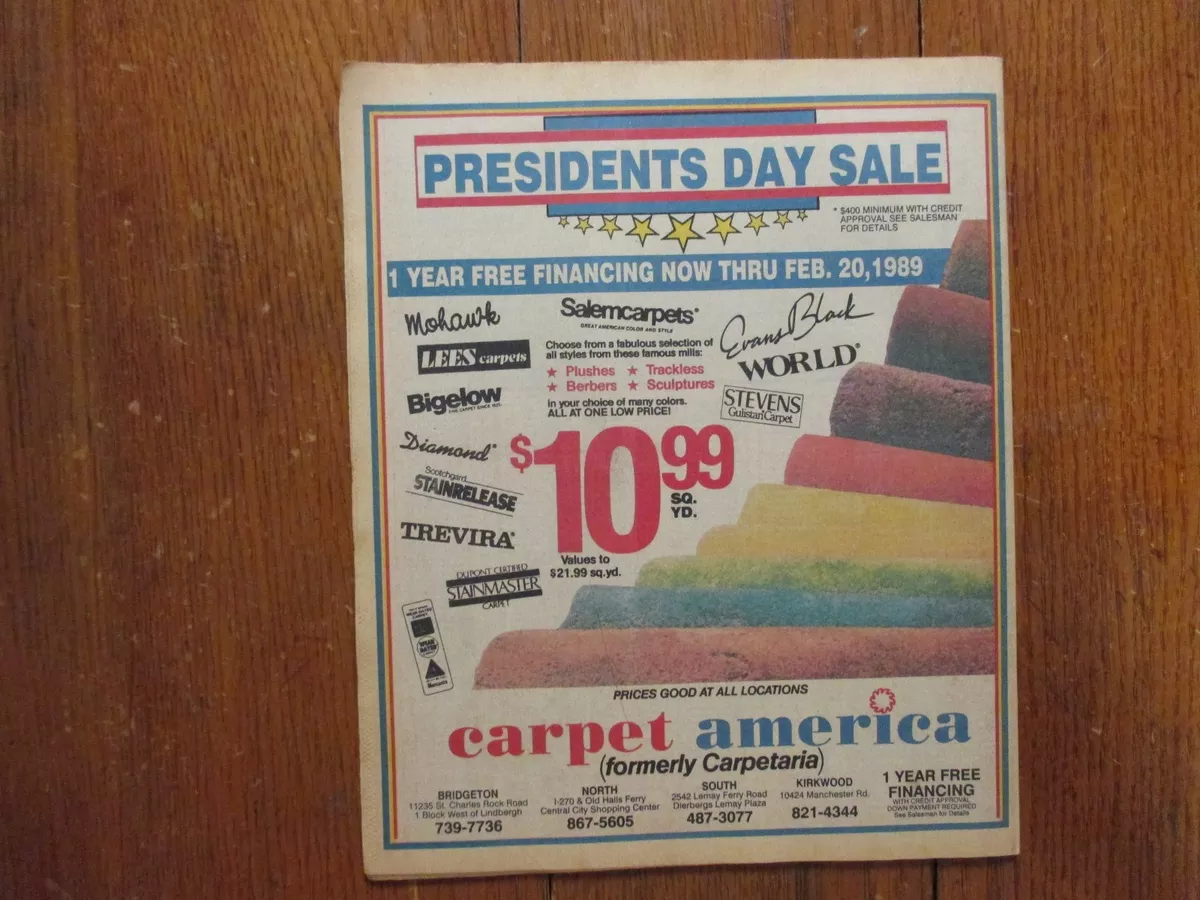 PRESIDENTS DAY SALE
* $400 MINIMUM WITH CREDIT
APPROVAL SEE SALESMAN
FOR DETAILS
1 YEAR FREE FINANCING NOW THRU FEB. 20,1989
Mohawk
LEES carpets
Bigelow
Diamond®
Scotchgard
STAINRELEASE
TREVIRA®
DUPONT CERTIFIED
STAINMASTER
CARPET
Salemcarpets®
GREAT AMERICAN COLOR AND STYLE
Choose from a fabulous selection of
all styles from these famous mills:
★ Plushes ★ Trackless
★ Berbers ★ Sculptures
in your choice of many colors.
ALL AT ONE LOW PRICE!
Evans Black
WORLD®
STEVENS
Gulistan Carpet
$10.99
SQ.
YD.
Values to
$21.99 sq.yd.
PRICES GOOD AT ALL LOCATIONS
carpet america
(formerly Carpetaria)
BRIDGETON
11235 St. Charles Rock Road
1 Block West of Lindbergh
739-7736
NORTH
I-270 & Old Halls Ferry
Central City Shopping Center
867-5605
SOUTH
2542 Lemay Ferry Road
Dierbergs Lemay Plaza
487-3077
KIRKWOOD
10424 Manchester Rd.
821-4344
1 YEAR FREE
FINANCING
WITH CREDIT APPROVAL
DOWN PAYMENT REQUIRED
See Salesman for Details